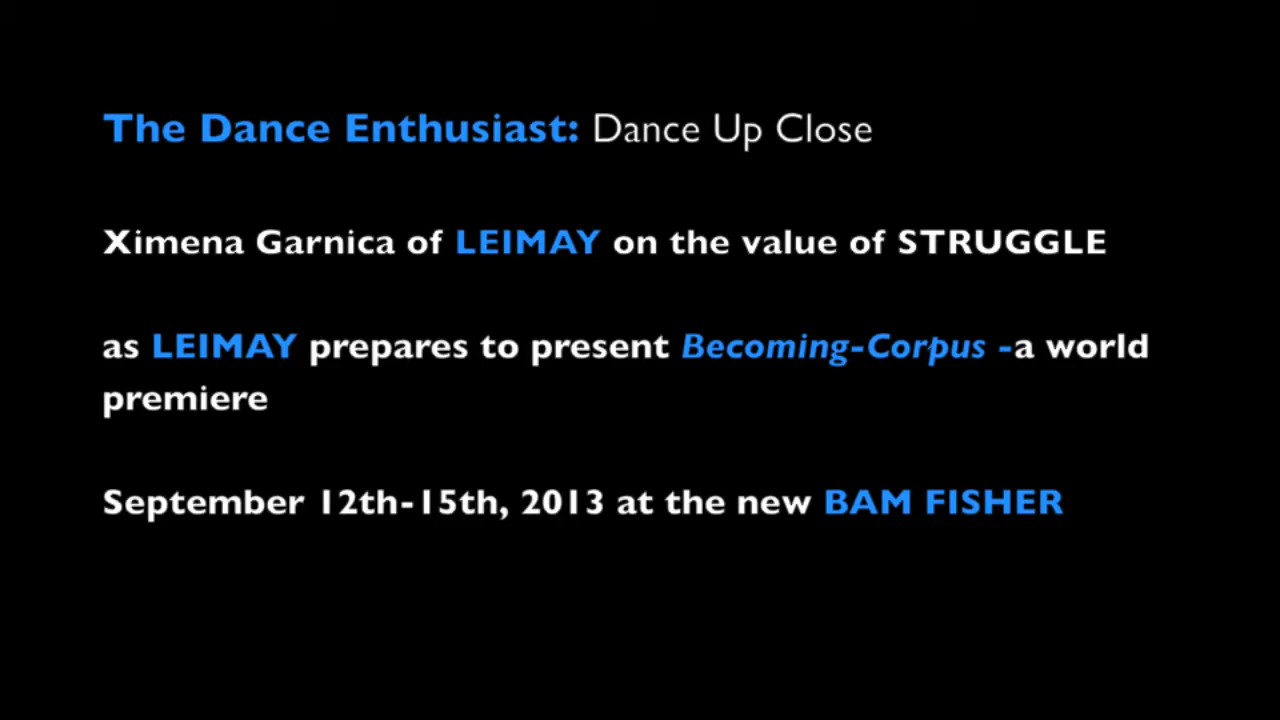 The Dance Enthusiast: Dance Up Close
Ximena Garnica of LEIMAY on the value of STRUGGLE
as LEIMAY prepares to present Becoming-Corpus -a world
premiere
September 12th-15th, 2013 at the new BAM FISHER